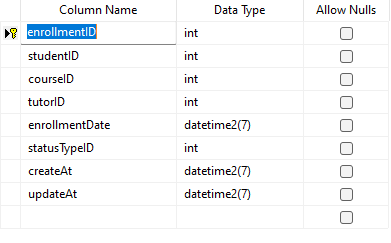 Column Name Data Type Allow Nulls
enrollmentID int
studentID int
courseID int
tutorID int
enrollmentDate datetime2(7)
statusTypeID int
createAt datetime2(7)
updateAt datetime2(7)